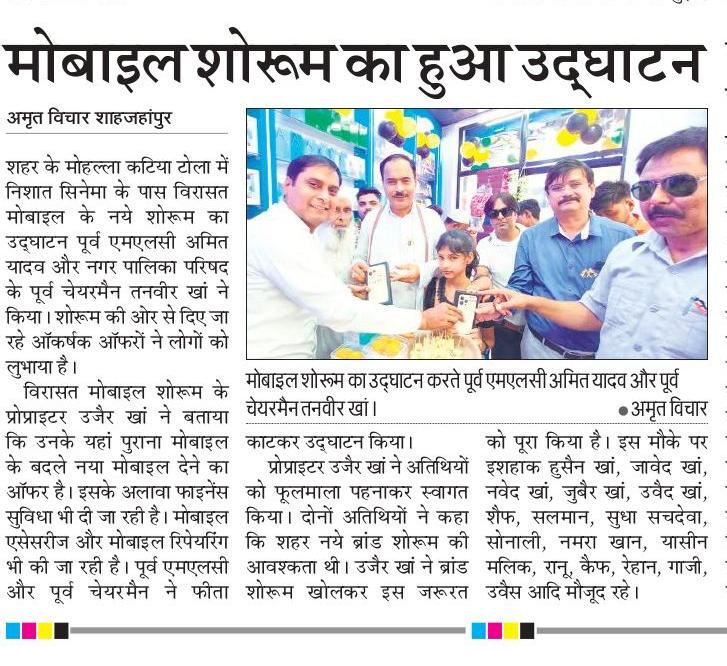 मोबाइल शोरूम का हुआ उद्घाटन
अमृत विचार शाहजहांपुर
शहर के मोहल्ला कटिया टोला में
निशात सिनेमा के पास विरासत
मोबाइल के नये शोरूम का
उद्घाटन पूर्व एमएलसी अमित
यादव और नगर पालिका परिषद
के पूर्व चेयरमैन तनवीर खां ने
किया। शोरूम की ओर से दिए जा
रहे ऑकर्षक ऑफरों ने लोगों को
लुभाया है।
विरासत मोबाइल शोरूम के
प्रोप्राइटर उजैर खां ने बताया
कि उनके यहां पुराना मोबाइल
के बदले नया मोबाइल देने का
ऑफर है। इसके अलावा फाइनेंस
सुविधा भी दी जा रही है। मोबाइल
एसेसरीज और मोबाइल रिपेयरिंग
भी की जा रही है। पूर्व एमएलसी
और पूर्व चेयरमैन ने फीता
मोबाइल शोरूम का उद्घाटन करते पूर्व एमएलसी अमित यादव और पूर्व
चेयरमैन तनवीर खां। ● अमृत विचार
काटकर उद्घाटन किया।
प्रोप्राइटर उजैर खां ने अतिथियों
को फूलमाला पहनाकर स्वागत
किया। दोनों अतिथियों ने कहा
कि शहर नये ब्रांड शोरूम की
आवश्कता थी। उजैर खां ने ब्रांड
शोरूम खोलकर इस जरूरत
को पूरा किया है। इस मौके पर
इशहाक हुसैन खां, जावेद खां,
नवेद खां, जुबैर खां, उवैद खां,
शैफ, सलमान, सुधा सचदेवा,
सोनाली, नमरा खान, यासीन
मलिक, रानू, कैफ, रेहान, गाजी,
उवैस आदि मौजूद रहे।